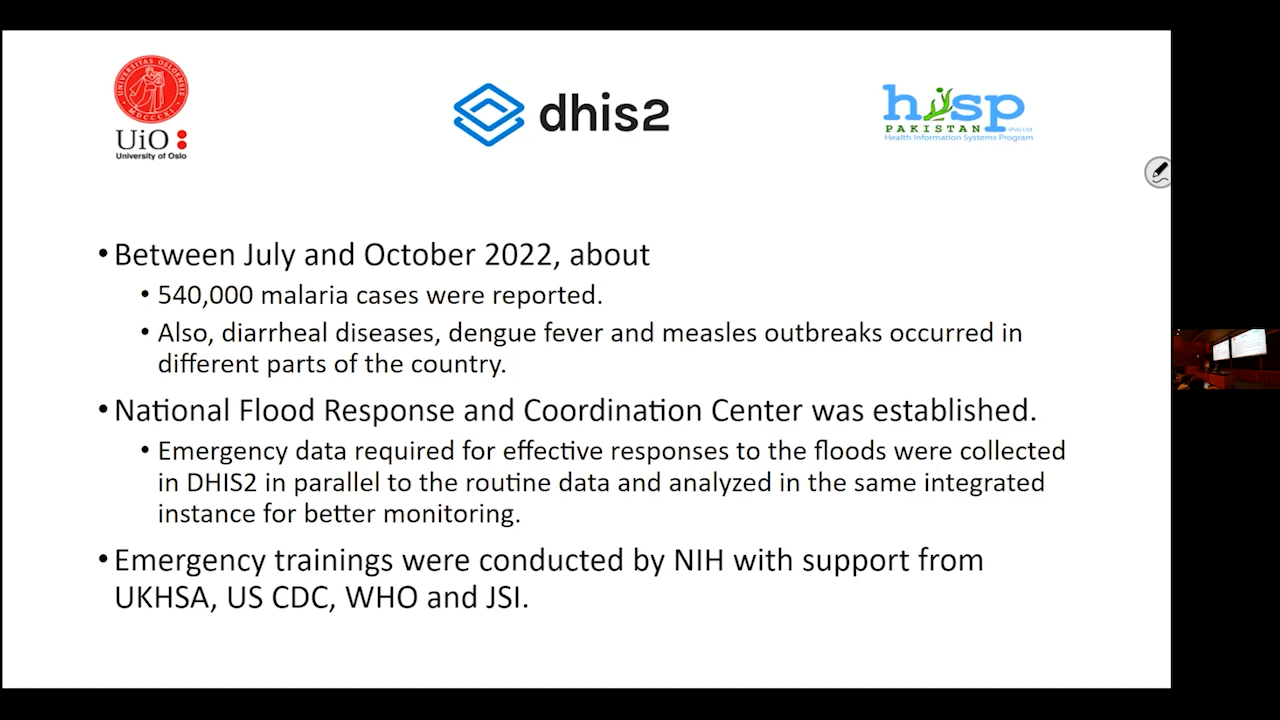 UNIVERSITAS OSLOENSIS
MDCCCXI
UiO
University of Oslo
dhis2
hisp
PAKISTAN (Pvt) Ltd
Health Information Systems Program
• Between July and October 2022, about
• 540,000 malaria cases were reported.
• Also, diarrheal diseases, dengue fever and measles outbreaks occurred in
different parts of the country.
• National Flood Response and Coordination Center was established.
• Emergency data required for effective responses to the floods were collected
in DHIS2 in parallel to the routine data and analyzed in the same integrated
instance for better monitoring.
• Emergency trainings were conducted by NIH with support from
UKHSA, US CDC, WHO and JSI.